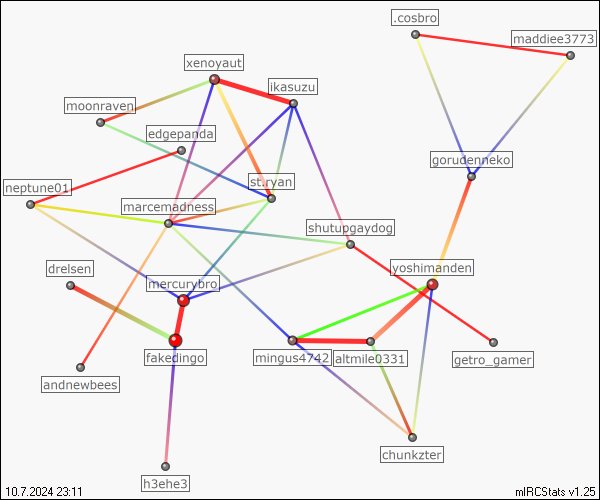 .cosbro
maddiee3773
xenoyaut
ikasuzu
moonraven
edgepanda
gorudenneko
neptune01
st.ryan
marcemadness
shutupgaydog
drelsen
mercurybro
yoshimanden
fakedingo
mingus4742
altmile0331
getro_gamer
andnewbees
chunkzter
h3ehe3
10.7.2024 23:11
mIRCStats v1.25